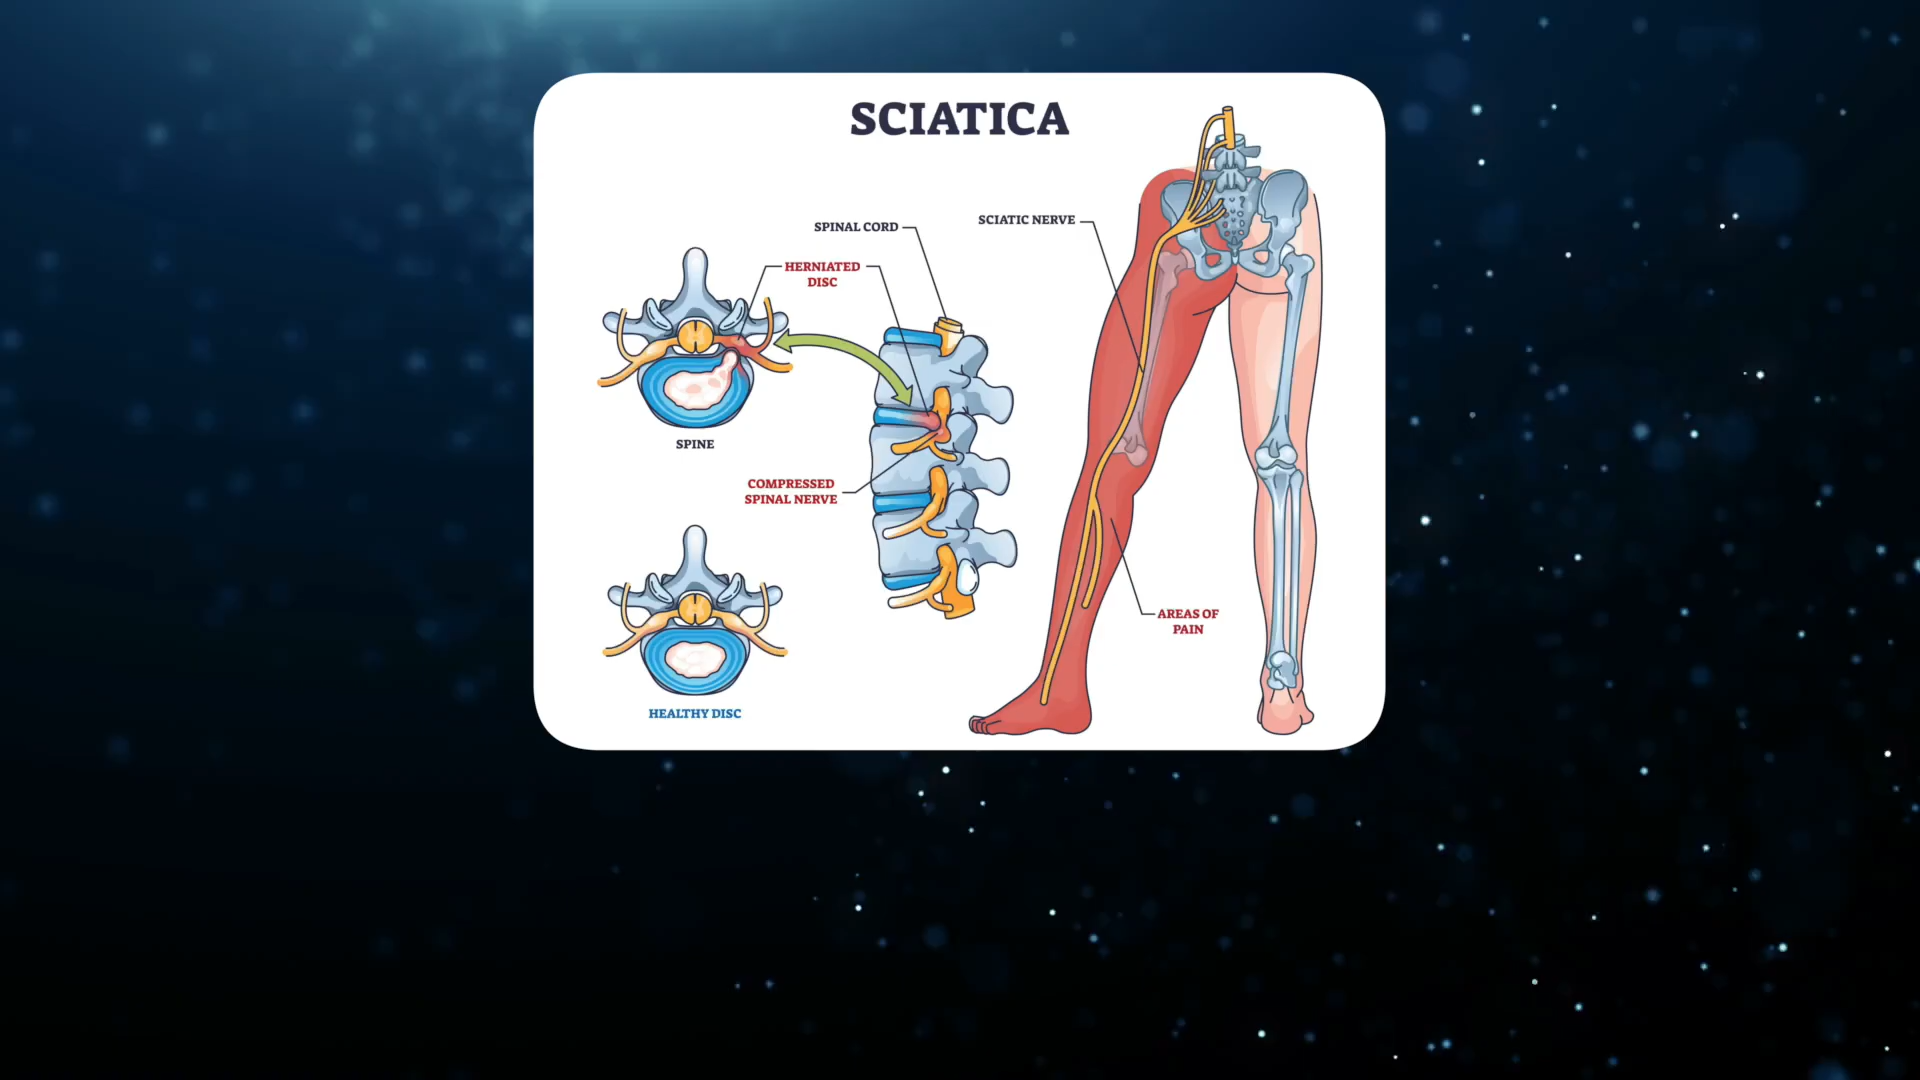 SCIATICA
SCIATIC NERVE
SPINAL CORD
HERNIATED
DISC
SPINE
COMPRESSED
SPINAL NERVE
AREAS OF
PAIN
HEALTHY DISC